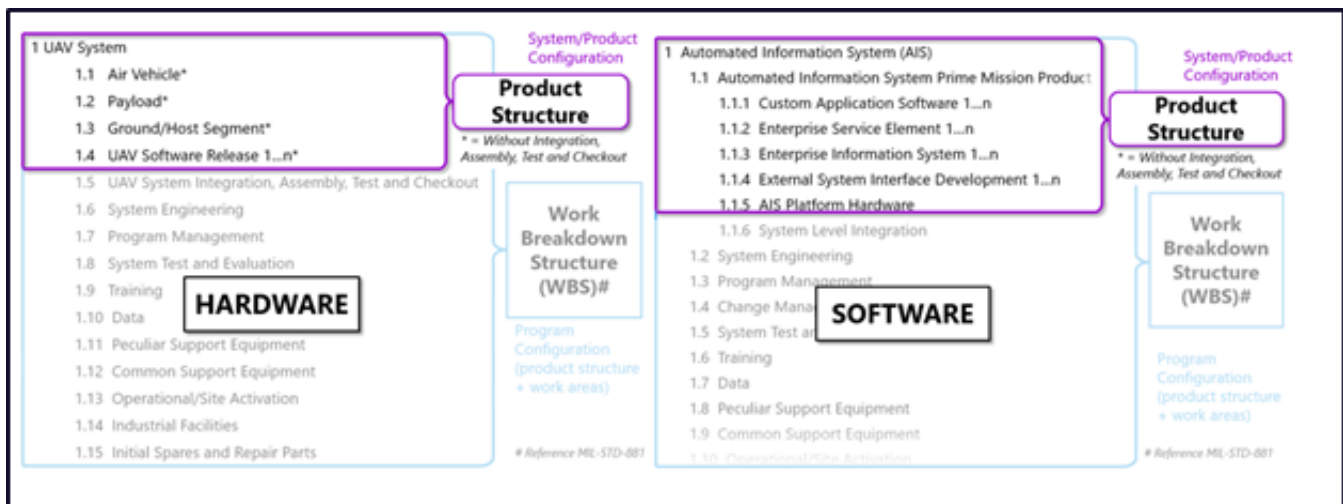 1 UAV System
1.1 Air Vehicle*
1.2 Payload*
1.3 Ground/Host Segment*
1.4 UAV Software Release 1...n*
1.5 UAV System Integration, Assembly, Test and Checkout
1.6 System Engineering
1.7 Program Management
1.8 System Test and Evaluation
1.9 Training
1.10 Data
1.11 Peculiar Support Equipment
1.12 Common Support Equipment
1.13 Operational/Site Activation
1.14 Industrial Facilities
1.15 Initial Spares and Repair Parts
HARDWARE
System/Product
Configuration
Product
Structure
* = Without Integration,
Assembly, Test and Checkout
Work
Breakdown
Structure
(WBS)#
Program
Configuration
(product structure
+ work areas)
# Reference MIL-STD-881
1 Automated Information System (AIS)
1.1 Automated Information System Prime Mission Product
1.1.1 Custom Application Software 1...n
1.1.2 Enterprise Service Element 1...n
1.1.3 Enterprise Information System 1...n
1.1.4 External System Interface Development 1...n
1.1.5 AIS Platform Hardware
1.1.6 System Level Integration
1.2 System Engineering
1.3 Program Management
1.4 Change Mana
1.5 System Test an
1.6 Training
1.7 Data
1.8 Peculiar Support Equipment
1.9 Common Support Equipment
1.10 Operational/Site Activation
SOFTWARE
System/Product
Configuration
Product
Structure
* = Without Integration,
Assembly, Test and Checkout
Work
Breakdown
Structure
(WBS)#
Program
Configuration
(product structure
+ work areas)
# Reference MIL-STD-881